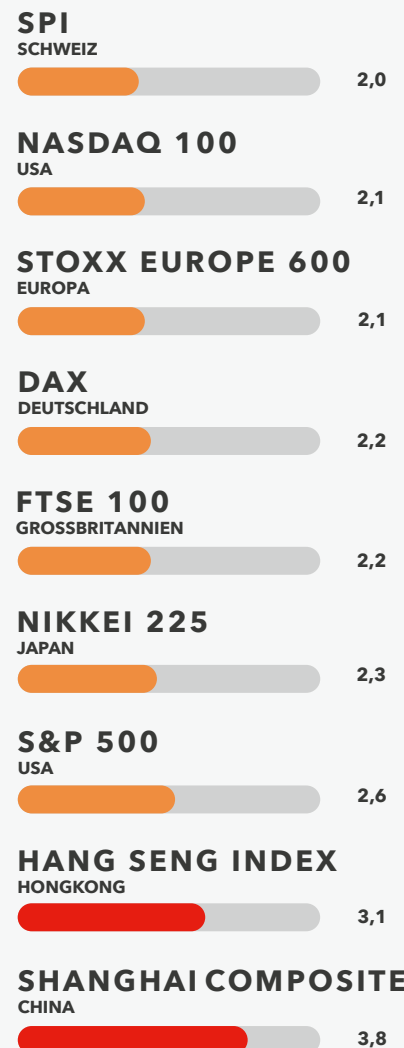 SPI
SCHWEIZ
2,0
NASDAQ 100
USA
2,1
STOXX EUROPE 600
EUROPA
2,1
DAX
DEUTSCHLAND
2,2
FTSE 100
GROSSBRITANNIEN
2,2
NIKKEI 225
JAPAN
2,3
S&P 500
USA
2,6
HANG SENG INDEX
HONGKONG
3,1
SHANGHAI COMPOSITE
CHINA
3,8